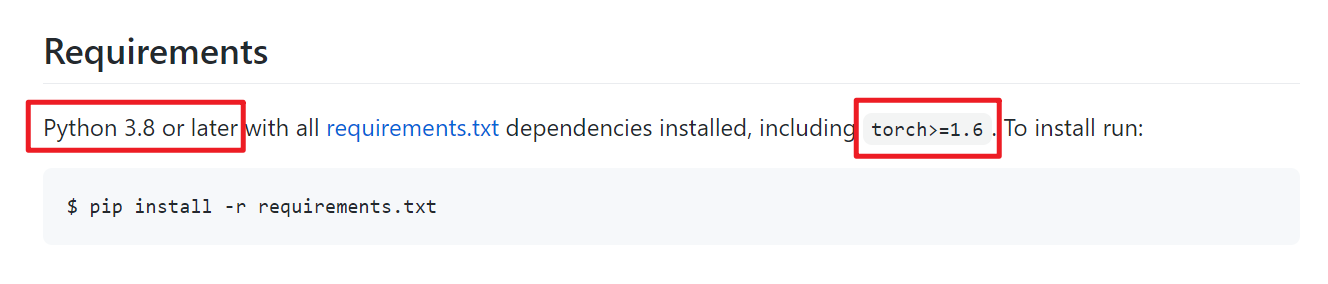 Requirements
Python 3.8 or later with all requirements.txt dependencies installed, including torch>=1.6. To install run:
$ pip install -r requirements.txt